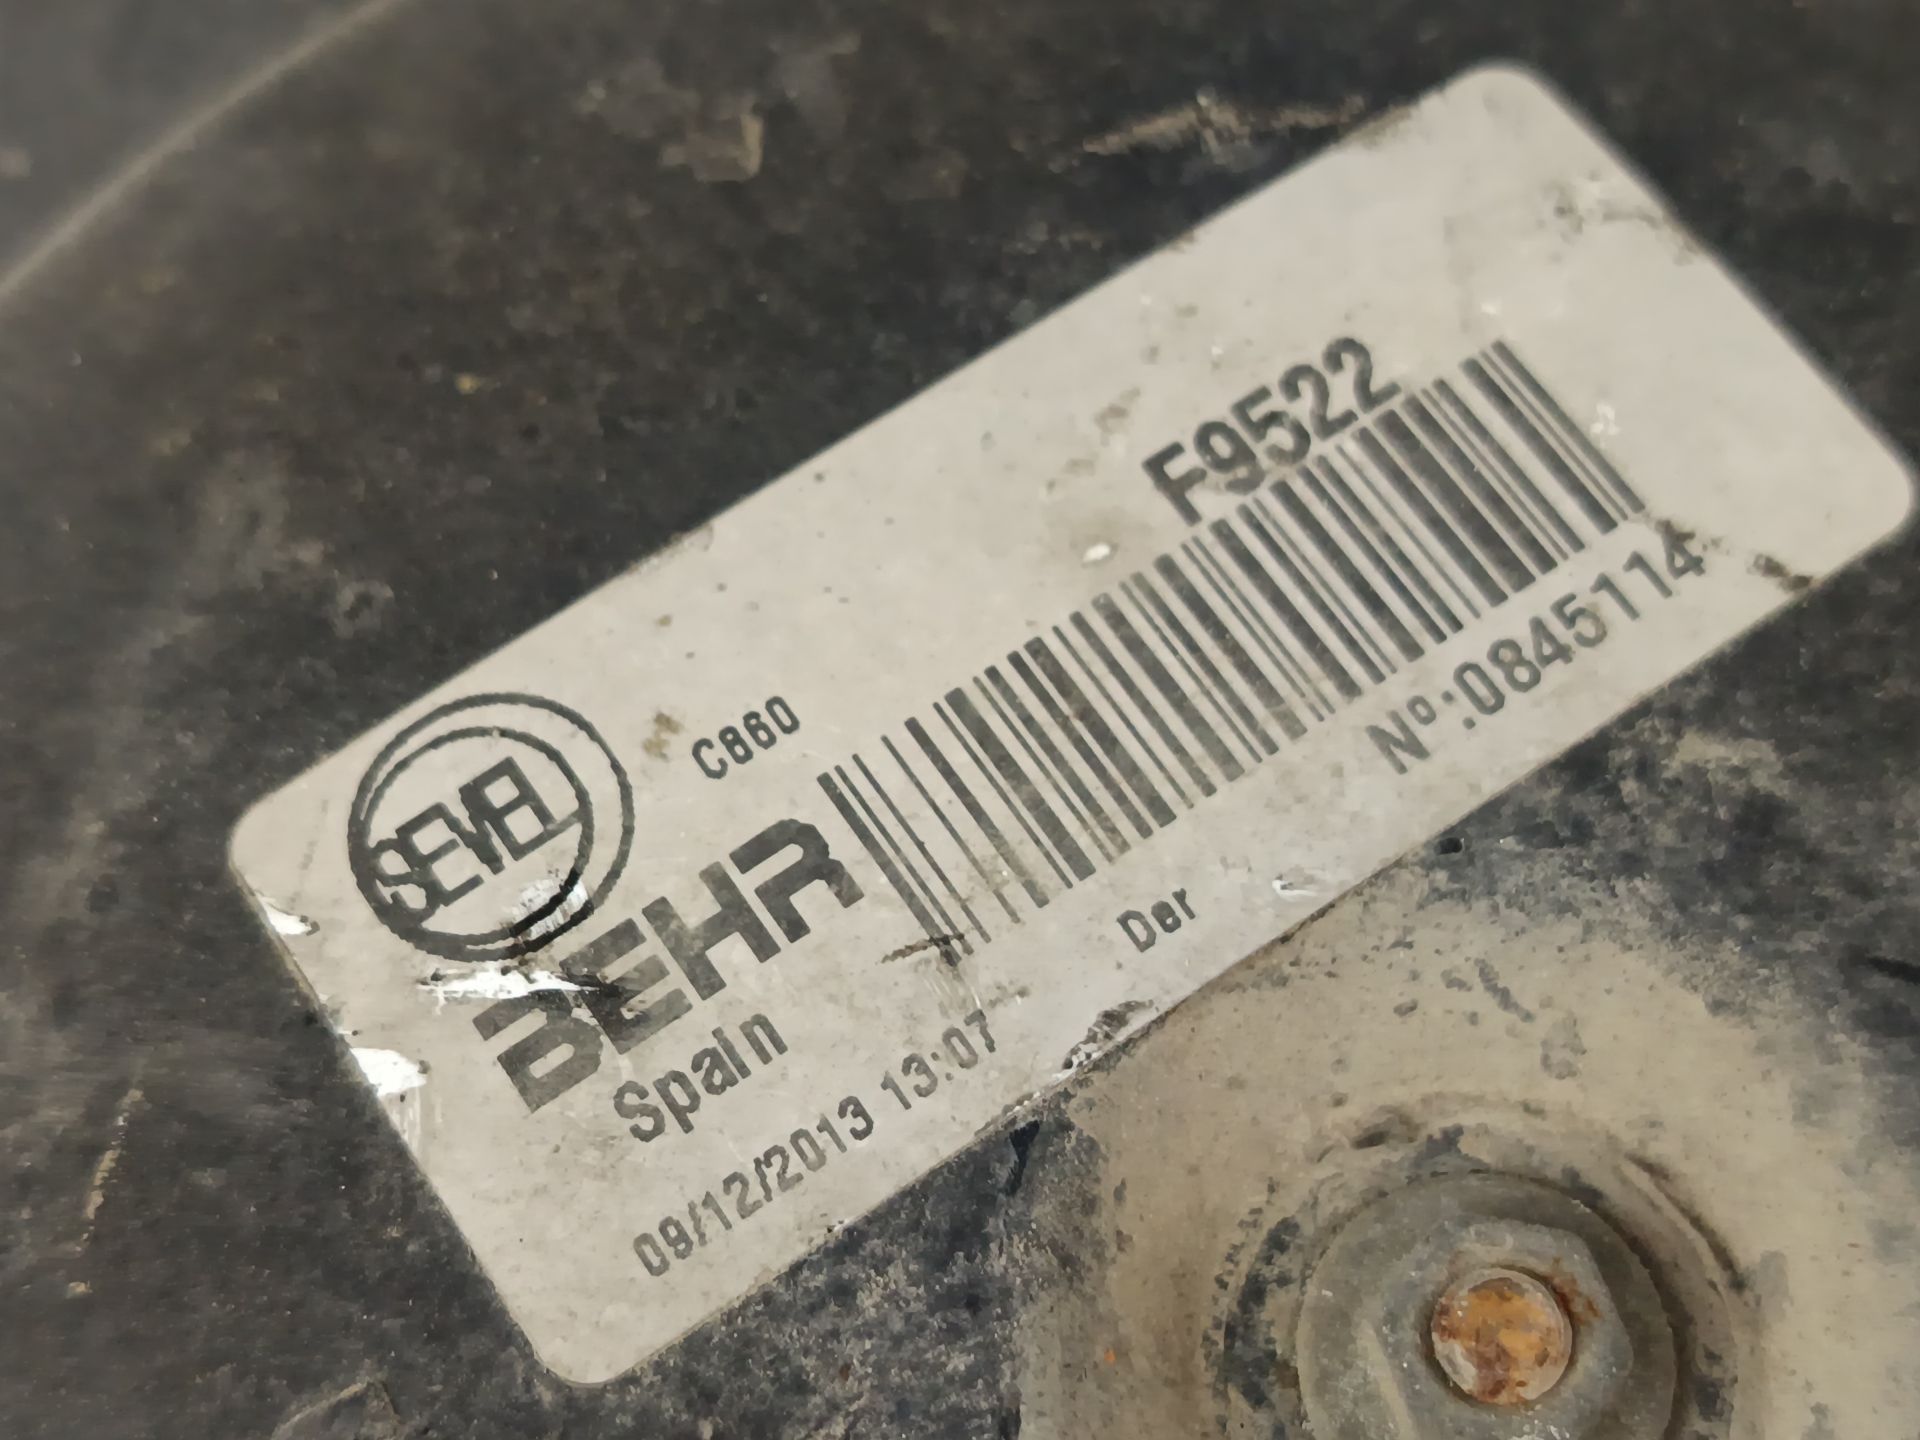 F9522
C860
SEVEL
BEHR
Spain
Nº:0845114
Der
09/12/2013 13:07